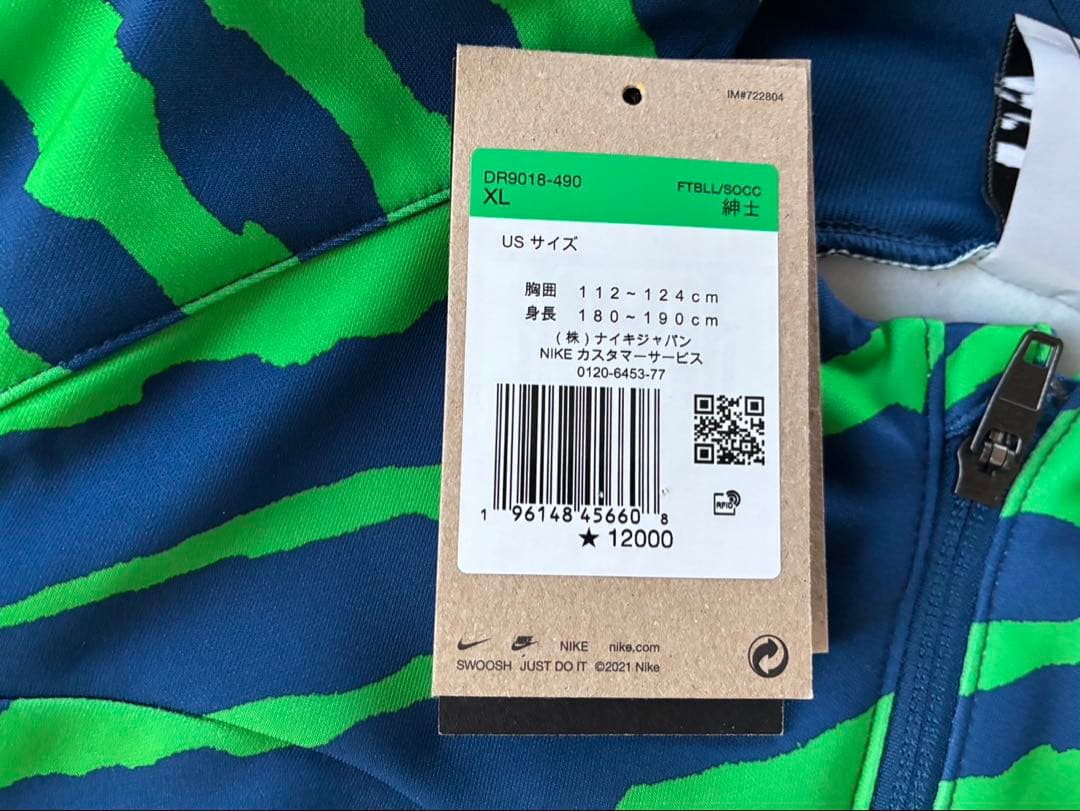 IM#722804
DR9018-490
XL
FTBLL/SOCC
紳士
US サイズ
胸囲 112~124cm
身長 180~190cm
(株)ナイキジャパン
NIKE カスタマーサービス
0120-6453-77
RFID
1 96148 45660 8
★ 12000
NIKE nike.com
SWOOSH JUST DO IT ©2021 Nike